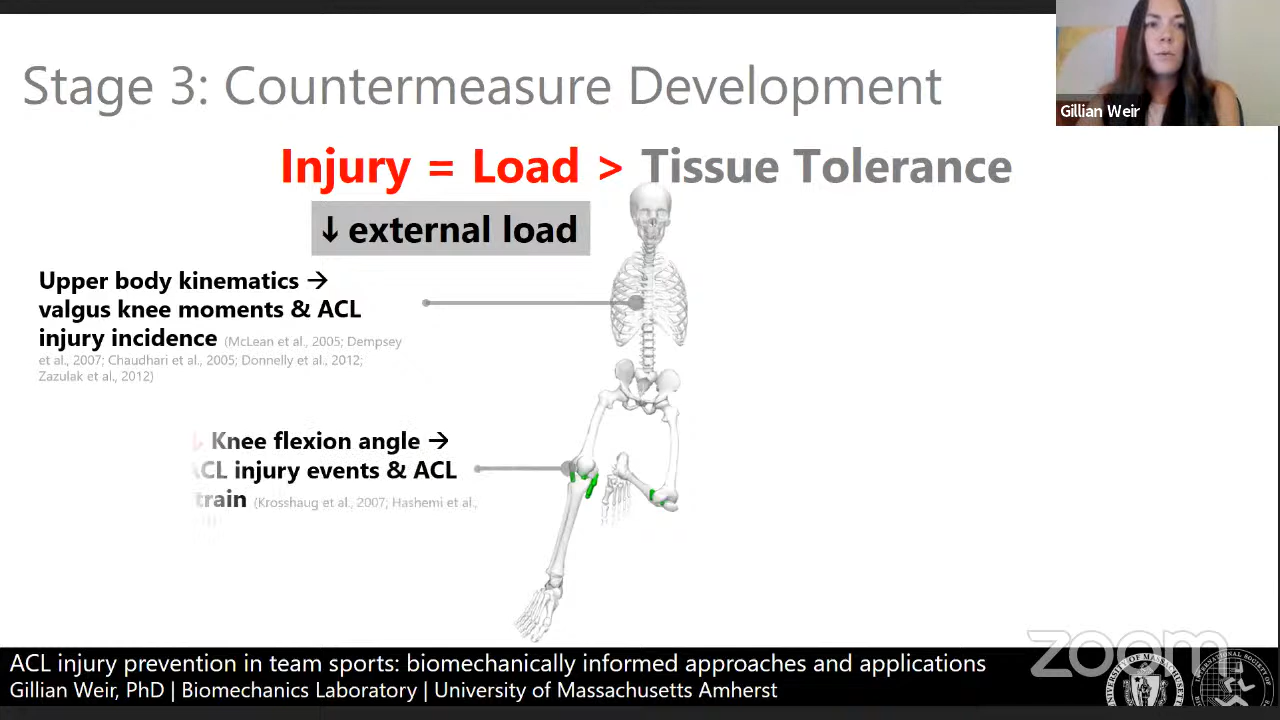 Gillian Weir
Stage 3: Countermeasure Development
Injury = Load > Tissue Tolerance
↓ external load
Upper body kinematics →
valgus knee moments & ACL
injury incidence (McLean et al., 2005; Dempsey
et al., 2007; Chaudhari et al., 2005; Donnelly et al., 2012;
Zazulak et al., 2012)
↓ Knee flexion angle →
ACL injury events & ACL
train (Krosshaug et al., 2007; Hashemi et al.,
zoom
ACL injury prevention in team sports: biomechanically informed approaches and applications
Gillian Weir, PhD | Biomechanics Laboratory | University of Massachusetts Amherst